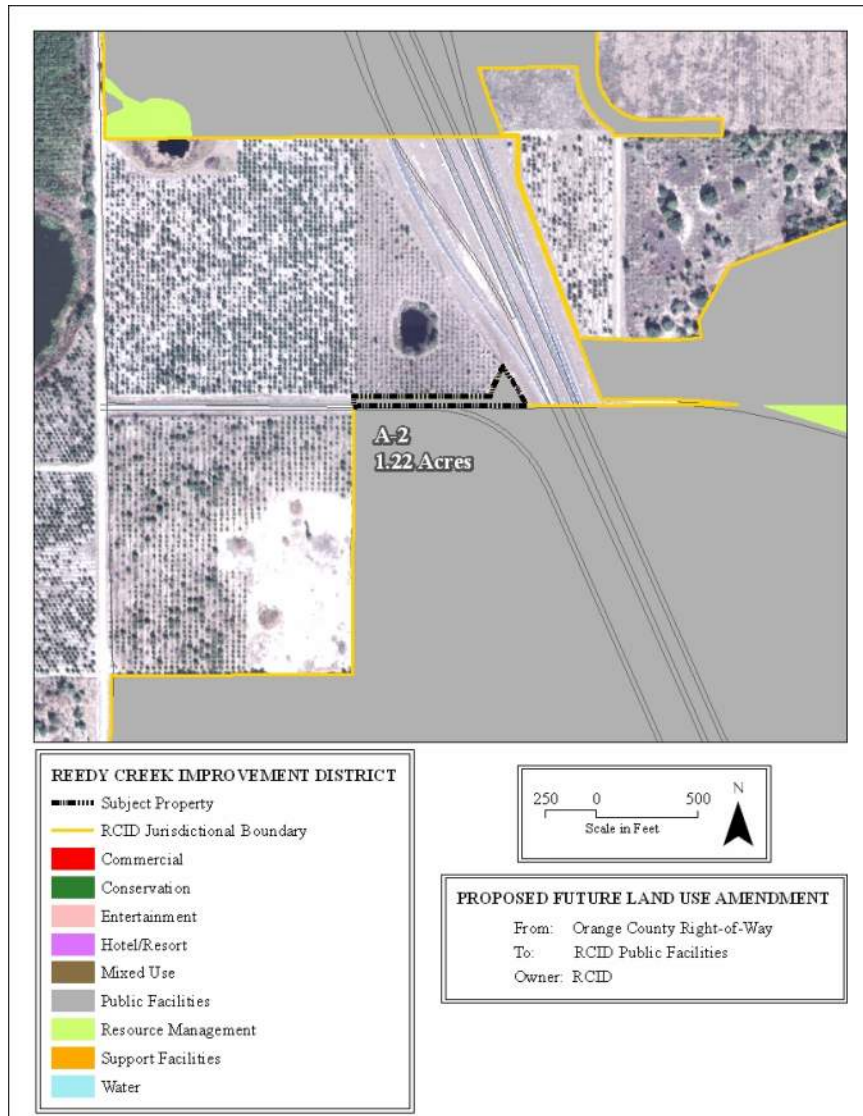 A-2
1.22 Acres
REEDY CREEK IMPROVEMENT DISTRICT
Subject Property
RCID Jurisdictional Boundary
Commercial
Conservation
Entertainment
Hotel/Resort
Mixed Use
Public Facilities
Resource Management
Support Facilities
Water
250 0 500
Scale in Feet
N
PROPOSED FUTURE LAND USE AMENDMENT
From: Orange County Right-of-Way
To: RCID Public Facilities
Owner: RCID